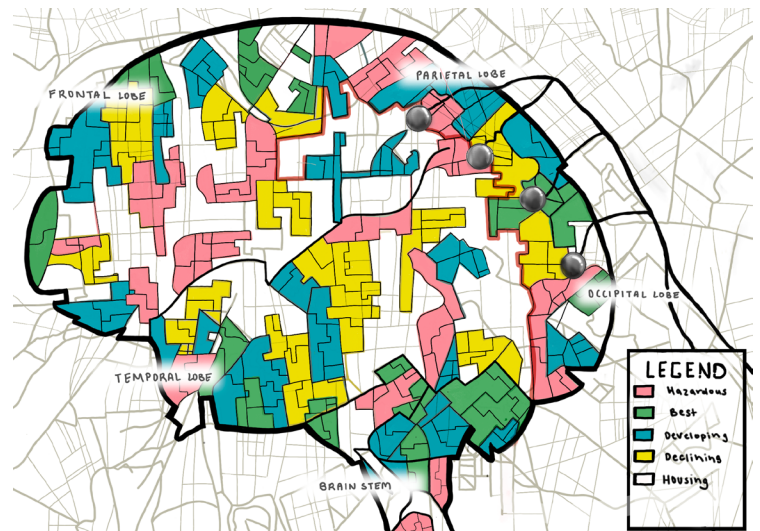 PARIETAL LOBE
FRONTAL LOBE
OCCIPITAL LOBE
TEMPORAL LOBE
BRAIN STEM
LEGEND
Hazardous
Best
Developing
Declining
Housing